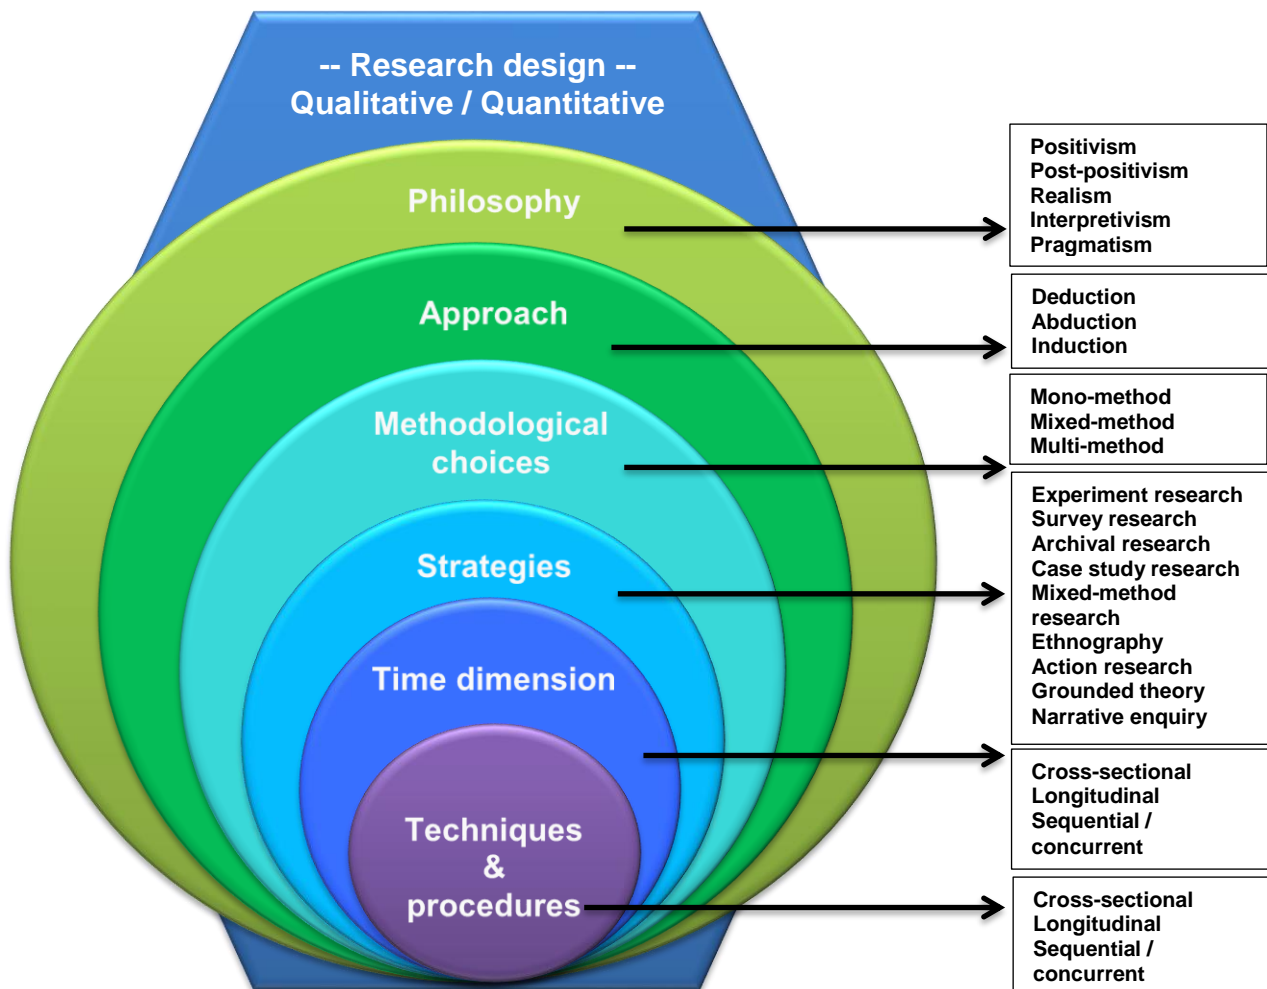 -- Research design --
Qualitative / Quantitative
Philosophy
Positivism
Post-positivism
Realism
Interpretivism
Pragmatism
Approach
Deduction
Abduction
Induction
Methodological
choices
Mono-method
Mixed-method
Multi-method
Strategies
Experiment research
Survey research
Archival research
Case study research
Mixed-method
research
Ethnography
Action research
Grounded theory
Narrative enquiry
Time dimension
Cross-sectional
Longitudinal
Sequential /
concurrent
Techniques
&
procedures
Cross-sectional
Longitudinal
Sequential /
concurrent